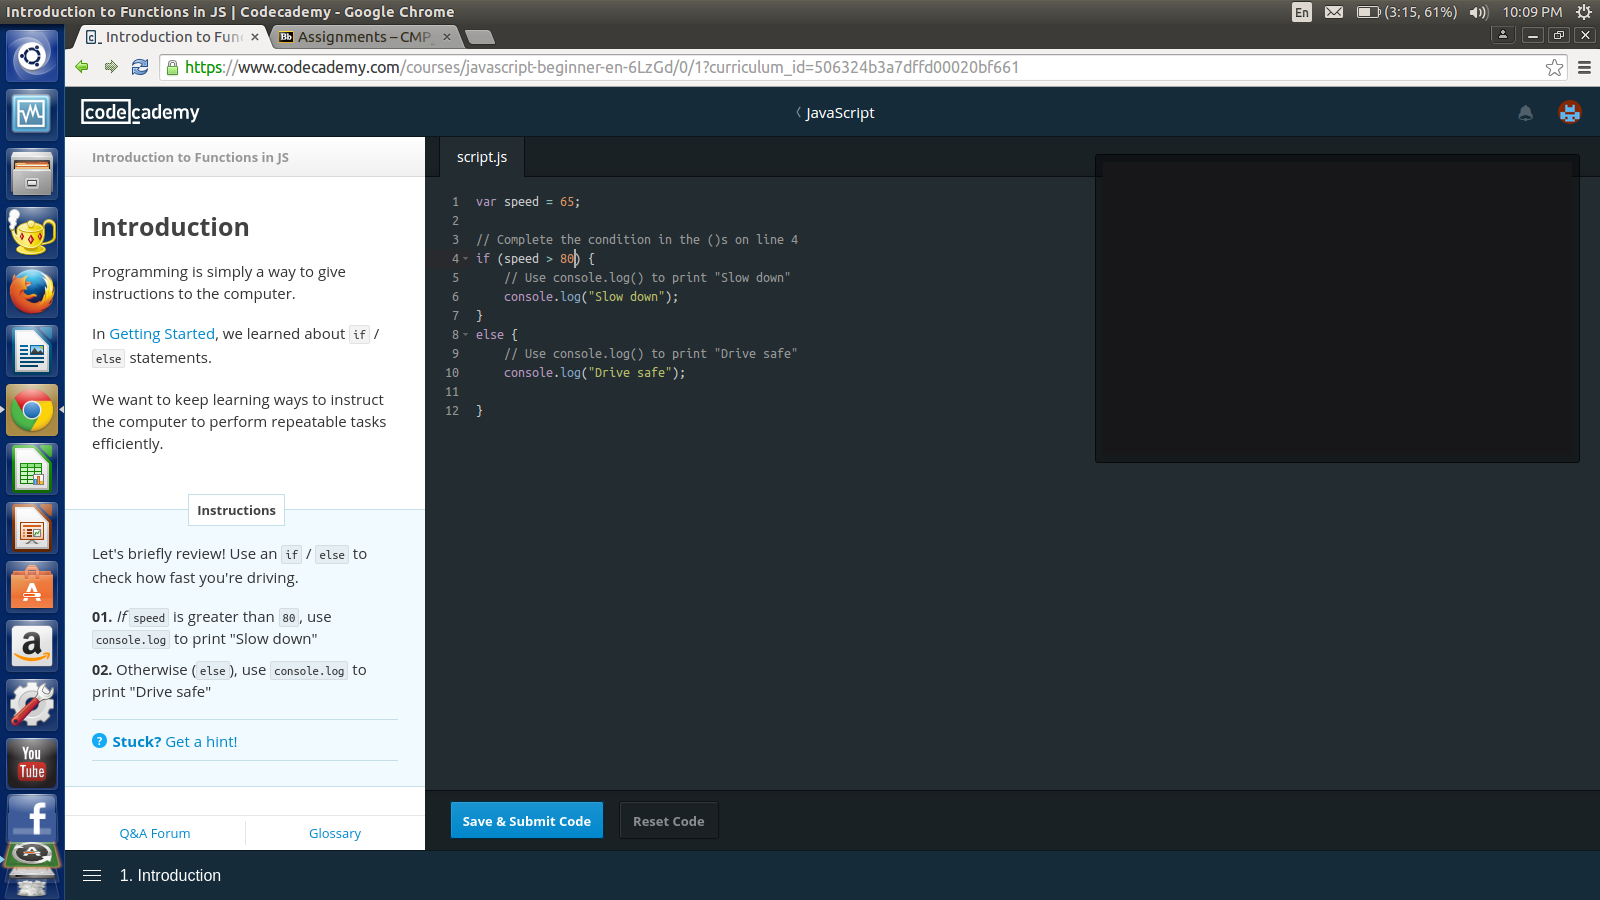 Introduction to Functions in JS | Codecademy - Google Chrome
En
(3:15, 61%)
10:09 PM
c_ Introduction to Fun
Bb Assignments – CMP
https://www.codecademy.com/courses/javascript-beginner-en-6LzGd/0/1?curriculum_id=506324b3a7dffd00020bf661
codecademy
〈 JavaScript
Introduction to Functions in JS
script.js
Introduction
Programming is simply a way to give
instructions to the computer.
In Getting Started, we learned about if /
else statements.
We want to keep learning ways to instruct
the computer to perform repeatable tasks
efficiently.
Instructions
Let's briefly review! Use an if / else to
check how fast you're driving.
01. If speed is greater than 80, use
console.log to print "Slow down"
02. Otherwise (else), use console.log to
print "Drive safe"
? Stuck? Get a hint!
Q&A Forum
Glossary
1 var speed = 65;
2
3 // Complete the condition in the ()s on line 4
4 if (speed > 80) {
5 // Use console.log() to print "Slow down"
6 console.log("Slow down");
7 }
8 else {
9 // Use console.log() to print "Drive safe"
10 console.log("Drive safe");
11
12 }
Save & Submit Code
Reset Code
1. Introduction
A
a
You
Tube
f